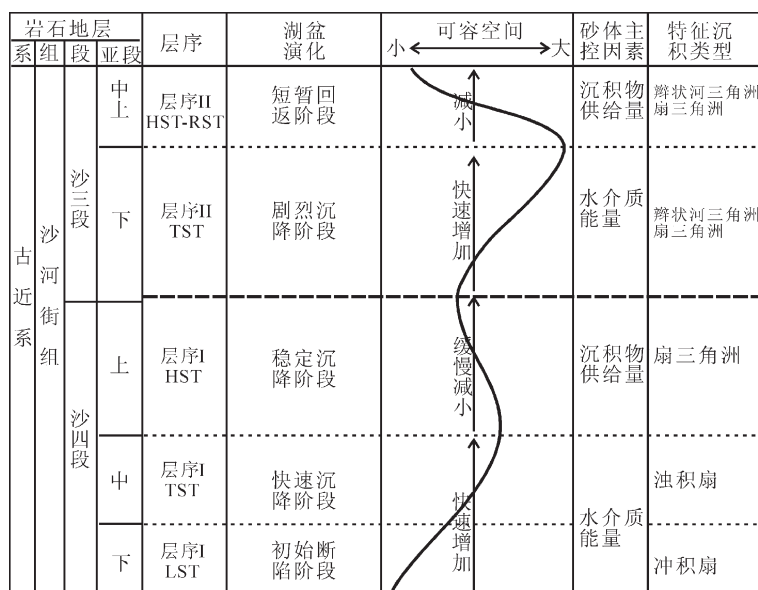 岩石地层
系 组 段 亚段
层序
湖盆
演化
可容空间
小 大
砂体主
控因素
特征沉
积类型
古近系
沙河街组
沙三段
中上
层序II
HST-RST
短暂回
返阶段
减小
沉积物
供给量
辫状河三角洲
扇三角洲
下
层序II
TST
剧烈沉
降阶段
快速增加
水介质
能量
辫状河三角洲
扇三角洲
沙四段
上
层序I
HST
稳定沉
降阶段
缓慢减小
沉积物
供给量
扇三角洲
中
层序I
TST
快速沉
降阶段
快速增加
水介质
能量
浊积扇
下
层序I
LST
初始断
陷阶段
冲积扇